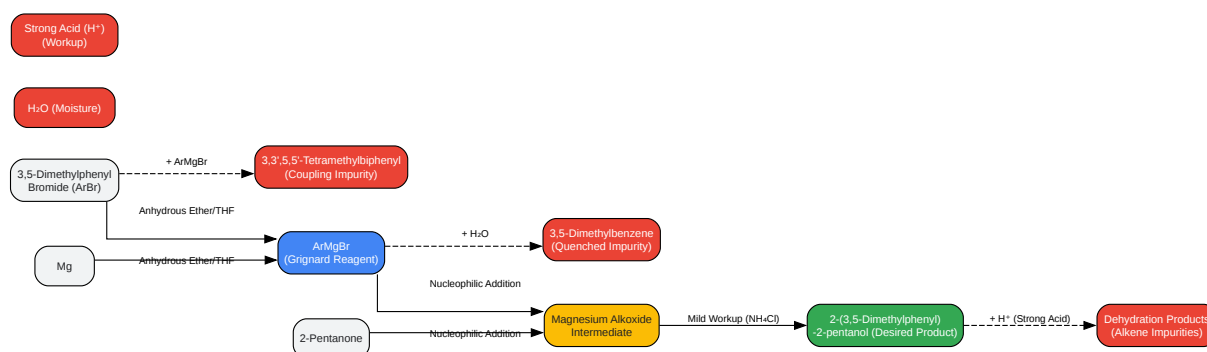 Strong Acid (H⁺)
(Workup)
H₂O (Moisture)
3,5-Dimethylphenyl
Bromide (ArBr)
+ ArMgBr
3,3',5,5'-Tetramethylbiphenyl
(Coupling Impurity)
Anhydrous Ether/THF
Mg
Anhydrous Ether/THF
ArMgBr
(Grignard Reagent)
+ H₂O
3,5-Dimethylbenzene
(Quenched Impurity)
Nucleophilic Addition
2-Pentanone
Nucleophilic Addition
Magnesium Alkoxide
Intermediate
Mild Workup (NH₄Cl)
2-(3,5-Dimethylphenyl)
-2-pentanol (Desired Product)
+ H⁺ (Strong Acid)
Dehydration Products
(Alkene Impurities)